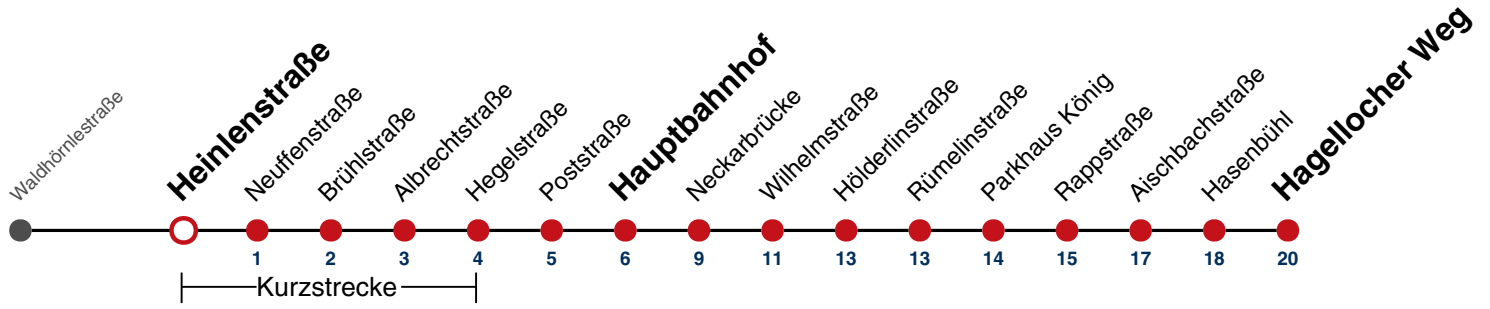 Waldhörnlestraße
Heinlenstraße
Neuffenstraße
Brühlstraße
Albrechtstraße
Hegelstraße
Poststraße
Hauptbahnhof
Neckarbrücke
Wilhelmstraße
Hölderlinstraße
Rümelinstraße
Parkhaus König
Rappstraße
Aischbachstraße
Hasenbühl
Hagellocher Weg
1 2 3 4 5 6 9 11 13 13 14 15 17 18 20
Kurzstrecke